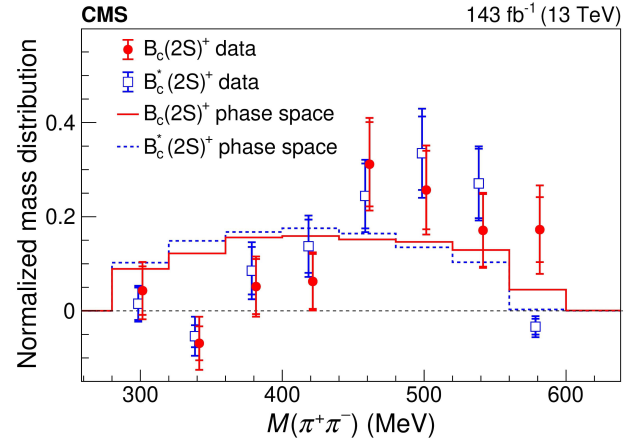 CMS 143 fb⁻¹ (13 TeV)
B_c(2S)⁺ data
B_c^*(2S)⁺ data
B_c(2S)⁺ phase space
B_c^*(2S)⁺ phase space
Normalized mass distribution
0.4
0.2
0
300 400 500 600
M(π⁺π⁻) (MeV)